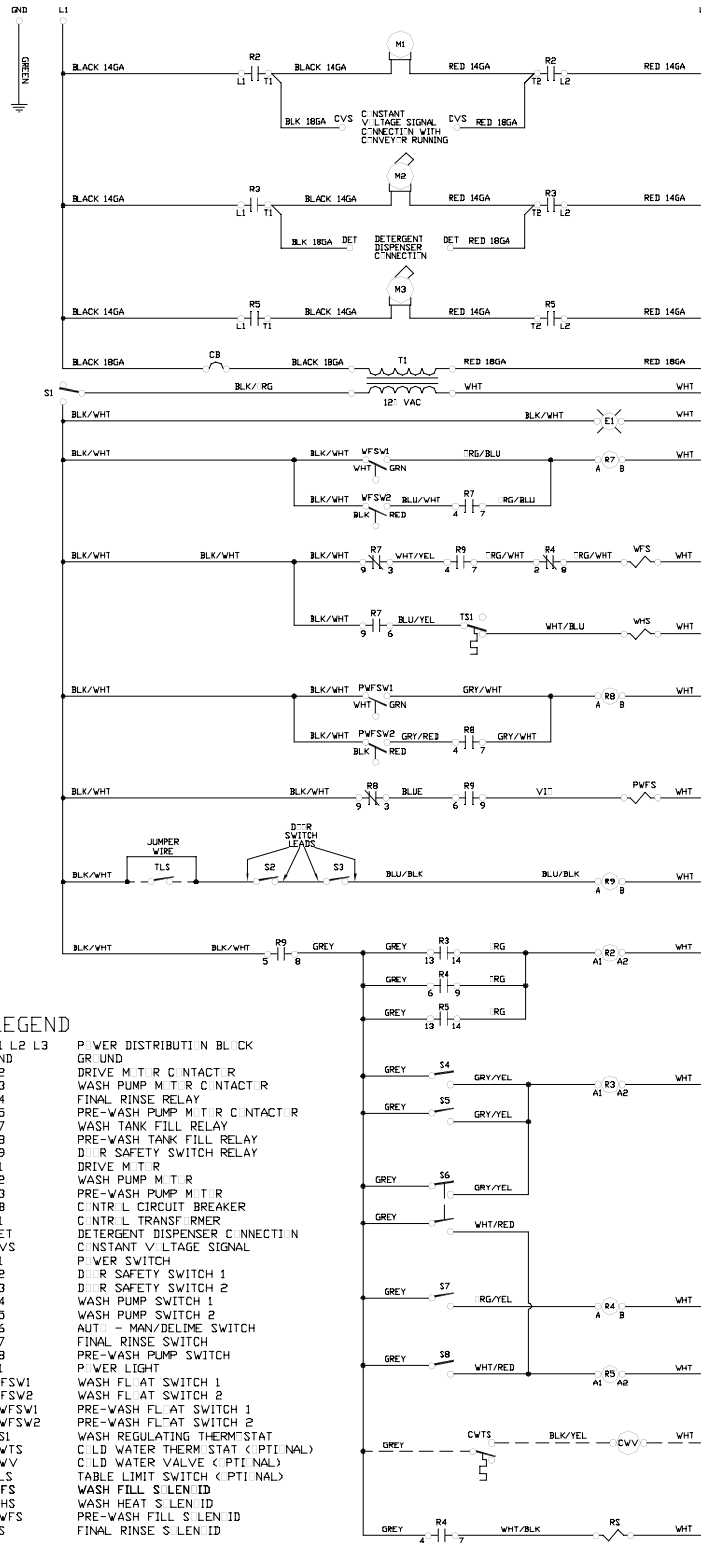 GND L1
GREEN
M1
R2 R2
BLACK 14GA BLACK 14GA RED 14GA RED 14GA
L1 T1 T2 L2
BLK 18GA CVS CONSTANT VOLTAGE SIGNAL CONNECTION WITH CONVEYOR RUNNING CVS RED 18GA
M2
R3 R3
BLACK 14GA BLACK 14GA RED 14GA RED 14GA
L1 T1 T2 L2
BLK 18GA DET DETERGENT DISPENSER CONNECTION DET RED 18GA
M3
R5 R5
BLACK 14GA BLACK 14GA RED 14GA RED 14GA
L1 T1 T2 L2
CB T1
BLACK 18GA BLACK 18GA RED 18GA RED 18GA
S1 BLK/ORG WHT WHT
120 VAC
BLK/WHT BLK/WHT E1 WHT
BLK/WHT BLK/WHT WFSW1 ORG/BLU R7 WHT
WHT GRN A B
BLK/WHT WFSW2 BLU/WHT R7 ORG/BLU
BLK RED 4 7
BLK/WHT BLK/WHT BLK/WHT R7 WHT/YEL R9 ORG/WHT R4 ORG/WHT WFS WHT
9 3 4 7 2 8
BLK/WHT R7 BLU/YEL TS1 WHT/BLU WHS WHT
9 6
BLK/WHT BLK/WHT PWFSW1 GRY/WHT R8 WHT
WHT GRN A B
BLK/WHT PWFSW2 GRY/RED R8 GRY/WHT
BLK RED 4 7
BLK/WHT BLK/WHT R8 BLUE R9 VIO PWFS WHT
9 3 6 9
JUMPER WIRE
DOOR SWITCH LEADS
BLK/WHT TLS S2 S3 BLU/BLK BLU/BLK R9 WHT
A B
BLK/WHT BLK/WHT R9 GREY GREY R3 ORG R2 WHT
5 8 13 14 A1 A2
GREY R4 ORG
6 9
GREY R5 ORG
13 14
GREY S4 GRY/YEL R3 WHT
A1 A2
GREY S5 GRY/YEL
GREY S6 GRY/YEL
GREY WHT/RED
GREY S7 ORG/YEL R4 WHT
A B
GREY S8 WHT/RED R5 WHT
A1 A2
GREY CWTS BLK/YEL CWV WHT
GREY R4 WHT/BLK RS WHT
4 7
LEGEND
L1 L2 L3 POWER DISTRIBUTION BLOCK
GND GROUND
R2 DRIVE MOTOR CONTACTOR
R3 WASH PUMP MOTOR CONTACTOR
R4 FINAL RINSE RELAY
R5 PRE-WASH PUMP MOTOR CONTACTOR
R7 WASH TANK FILL RELAY
R8 PRE-WASH TANK FILL RELAY
R9 DOOR SAFETY SWITCH RELAY
M1 DRIVE MOTOR
M2 WASH PUMP MOTOR
M3 PRE-WASH PUMP MOTOR
CB CONTROL CIRCUIT BREAKER
T1 CONTROL TRANSFORMER
DET DETERGENT DISPENSER CONNECTION
CVS CONSTANT VOLTAGE SIGNAL
S1 POWER SWITCH
S2 DOOR SAFETY SWITCH 1
S3 DOOR SAFETY SWITCH 2
S4 WASH PUMP SWITCH 1
S5 WASH PUMP SWITCH 2
S6 AUTO - MAN/DELIME SWITCH
S7 FINAL RINSE SWITCH
S8 PRE-WASH PUMP SWITCH
E1 POWER LIGHT
WFSW1 WASH FLOAT SWITCH 1
WFSW2 WASH FLOAT SWITCH 2
PWFSW1 PRE-WASH FLOAT SWITCH 1
PWFSW2 PRE-WASH FLOAT SWITCH 2
TS1 WASH REGULATING THERMOSTAT
CWTS COLD WATER THERMOSTAT (OPTIONAL)
CWV COLD WATER VALVE (OPTIONAL)
TLS TABLE LIMIT SWITCH (OPTIONAL)
WFS WASH FILL SOLENOID
WHS WASH HEAT SOLENOID
PWFS PRE-WASH FILL SOLENOID
RS FINAL RINSE SOLENOID